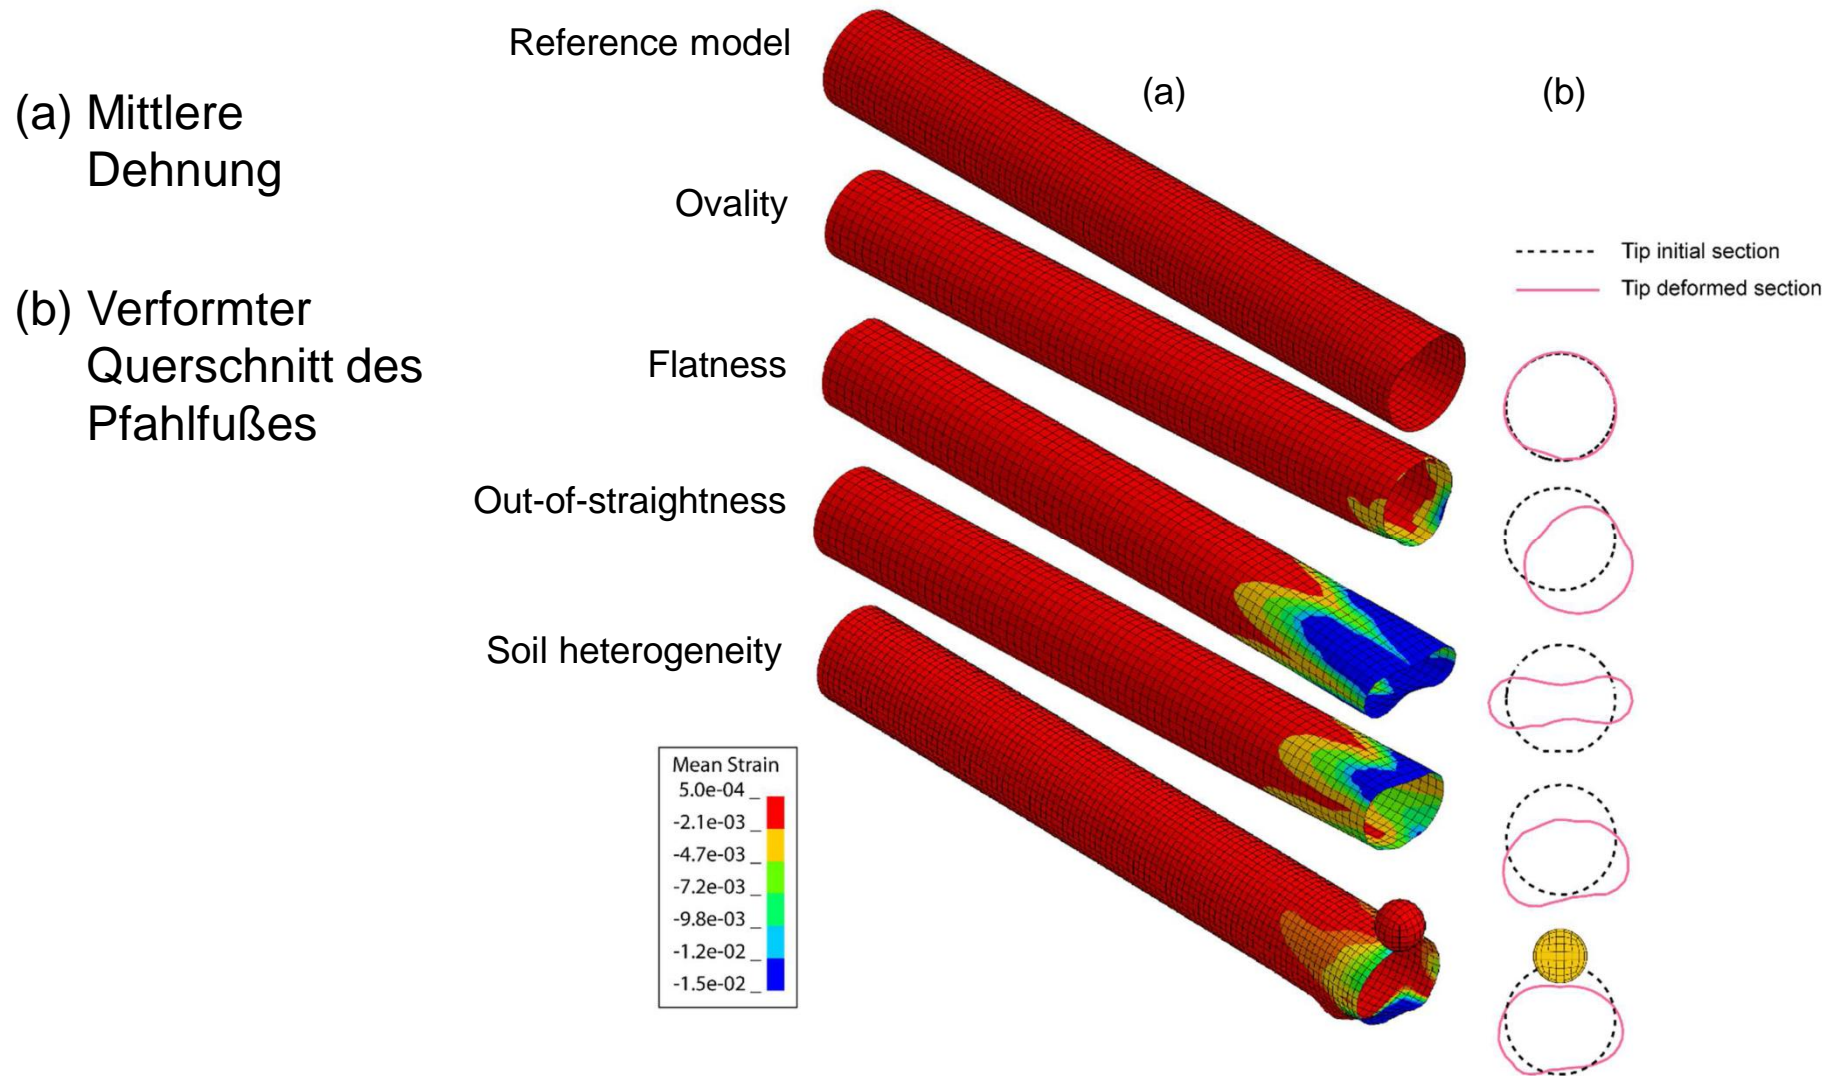 Reference model
(a)
(b)
(a) Mittlere
Dehnung
Ovality
Tip initial section
Tip deformed section
(b) Verformter
Querschnitt des
Pfahlfußes
Flatness
Out-of-straightness
Soil heterogeneity
Mean Strain
5.0e-04 _
-2.1e-03 _
-4.7e-03 _
-7.2e-03 _
-9.8e-03 _
-1.2e-02 _
-1.5e-02 _